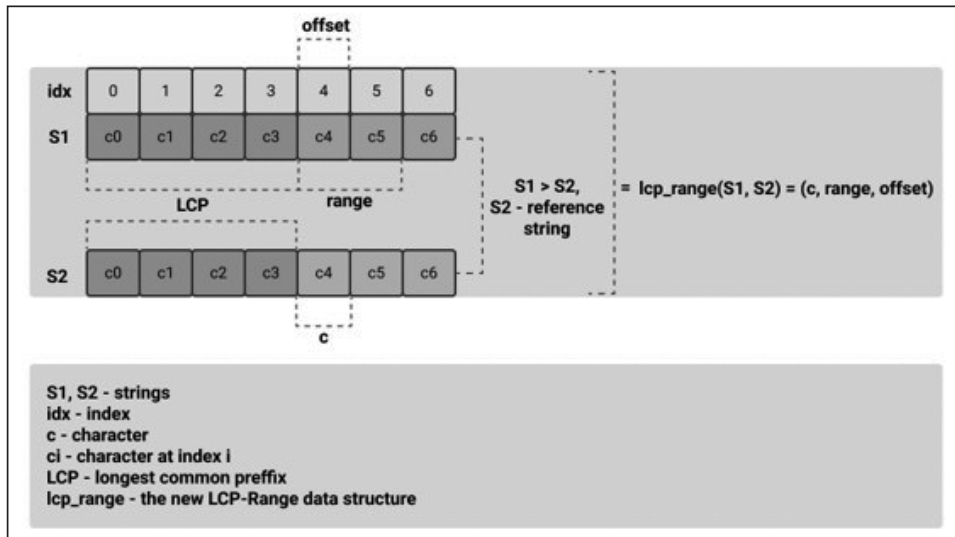 offset
idx 0 1 2 3 4 5 6
S1 c0 c1 c2 c3 c4 c5 c6
LCP range
S1 > S2,
S2 - reference
string
= lcp_range(S1, S2) = (c, range, offset)
S2 c0 c1 c2 c3 c4 c5 c6
c
S1, S2 - strings
idx - index
c - character
ci - character at index i
LCP - longest common preffix
lcp_range - the new LCP-Range data structure